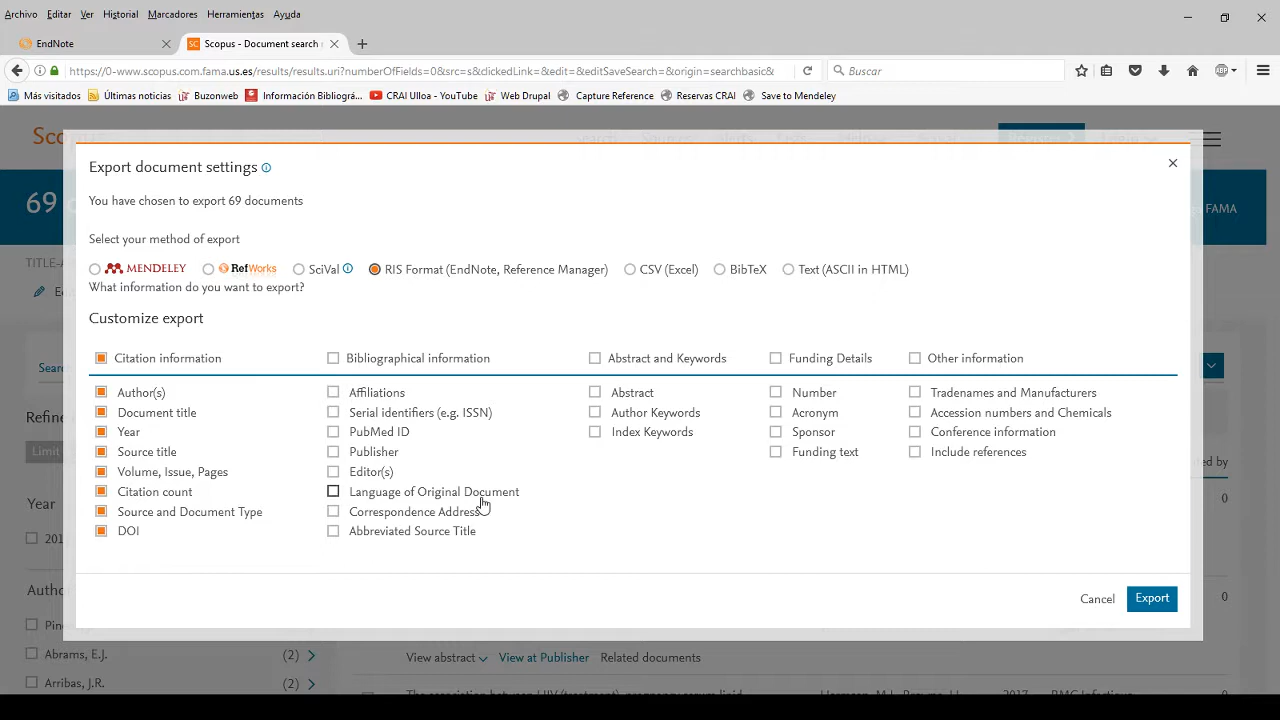 Archivo Editar Ver Historial Marcadores Herramientas Ayuda
EndNote
Scopus - Document search
https://0-www.scopus.com.fama.us.es/results/results.uri?numberOfFields=0&src=s&clickedLink=&edit=&editSaveSearch=&origin=searchbasic&
Buscar
Más visitados Últimas noticias Buzonweb Información Bibliográ... CRAI Ulloa - YouTube Web Drupal Capture Reference Reservas CRAI Save to Mendeley
Export document settings
You have chosen to export 69 documents
69
FAMA
Select your method of export
MENDELEY RefWorks SciVal RIS Format (EndNote, Reference Manager) CSV (Excel) BibTeX Text (ASCII in HTML)
What information do you want to export?
Customize export
Citation information Bibliographical information Abstract and Keywords Funding Details Other information
Author(s) Affiliations Abstract Number Tradenames and Manufacturers
Document title Serial identifiers (e.g. ISSN) Author Keywords Acronym Accession numbers and Chemicals
Year PubMed ID Index Keywords Sponsor Conference information
Source title Publisher Funding text Include references
Volume, Issue, Pages Editor(s)
Citation count Language of Original Document
Source and Document Type Correspondence Address
DOI Abbreviated Source Title
Year
0
Cancel Export
0
Abrams, E.J. (2) View abstract View at Publisher Related documents
Arribas, J.R. (2)
2017